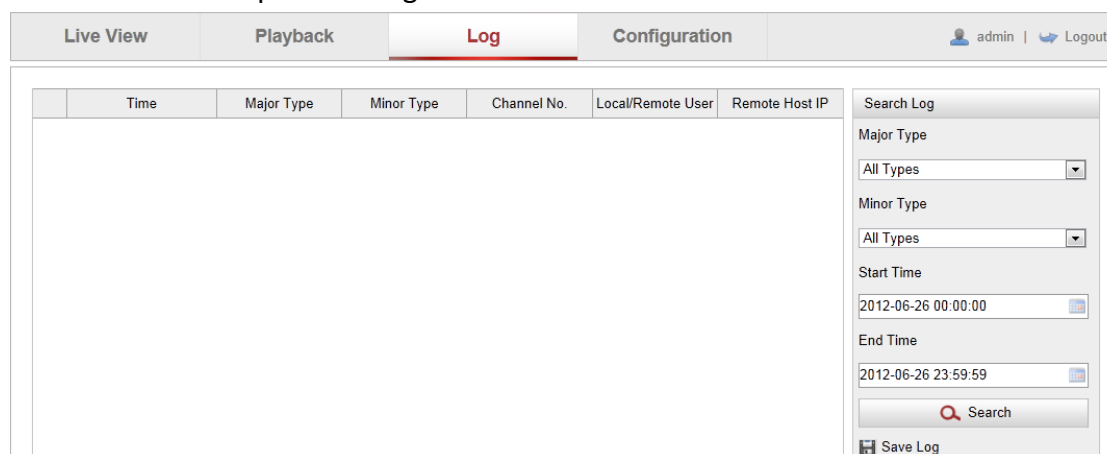 Live View Playback Log Configuration admin | Logout
Time Major Type Minor Type Channel No. Local/Remote User Remote Host IP
Search Log
Major Type
All Types
Minor Type
All Types
Start Time
2012-06-26 00:00:00
End Time
2012-06-26 23:59:59
Search
Save Log